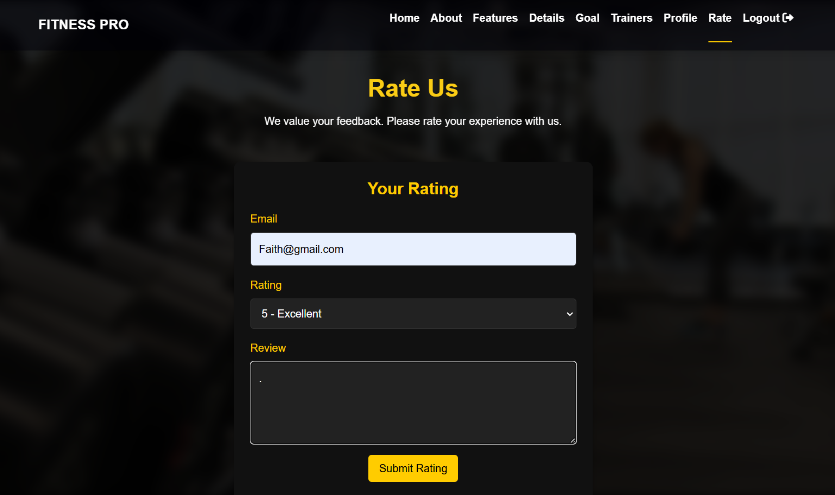 FITNESS PRO
Home About Features Details Goal Trainers Profile Rate Logout
Rate Us
We value your feedback. Please rate your experience with us.
Your Rating
Email
Faith@gmail.com
Rating
5 - Excellent
Review
.
Submit Rating